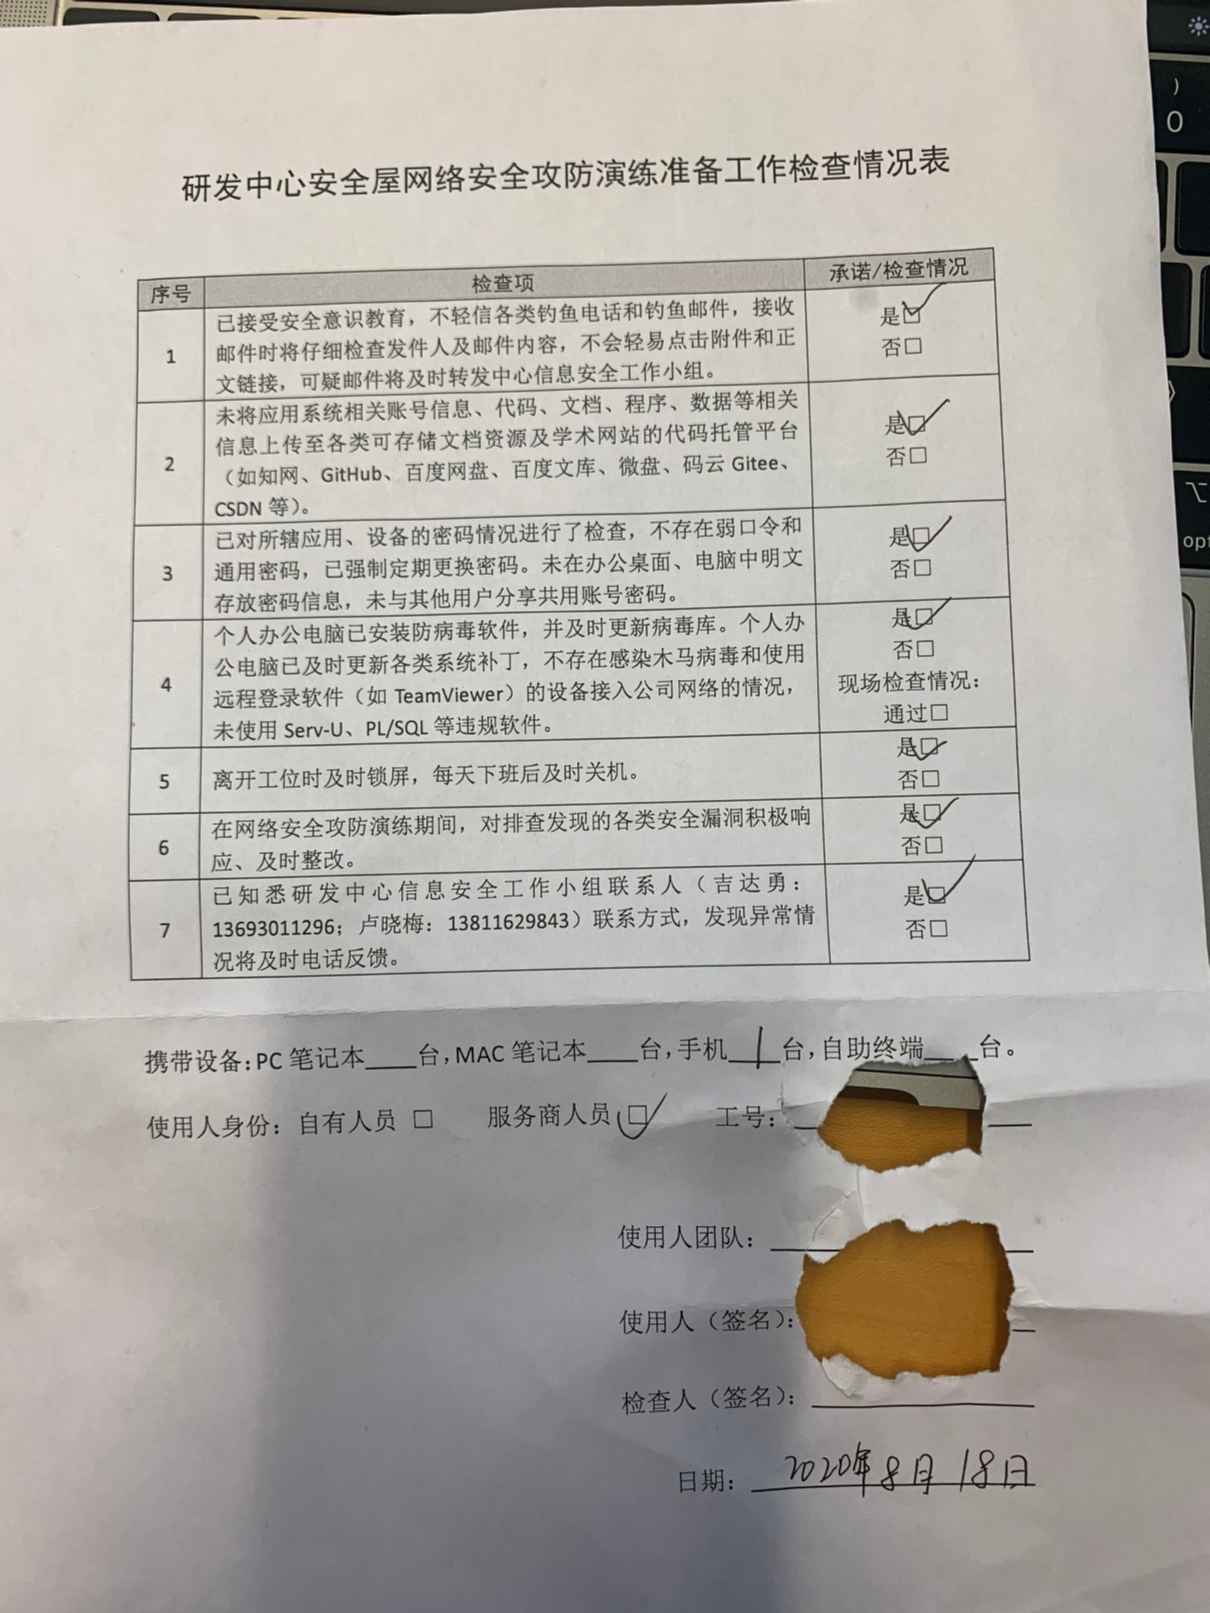 研发中心安全屋网络安全攻防演练准备工作检查情况表
序号 检查项 承诺/检查情况
1
已接受安全意识教育，不轻信各类钓鱼电话和钓鱼邮件，接收
邮件时将仔细检查发件人及邮件内容，不会轻易点击附件和正
文链接，可疑邮件将及时转发中心信息安全工作小组。
是☑
否☐
2
未将应用系统相关账号信息、代码、文档、程序、数据等相关
信息上传至各类可存储文档资源及学术网站的代码托管平台
（如知网、GitHub、百度网盘、百度文库、微盘、码云 Gitee、
CSDN 等）。
是☑
否☐
3
已对所辖应用、设备的密码情况进行了检查，不存在弱口令和
通用密码，已强制定期更换密码。未在办公桌面、电脑中明文
存放密码信息，未与其他用户分享共用账号密码。
是☑
否☐
4
个人办公电脑已安装防病毒软件，并及时更新病毒库。个人办
公电脑已及时更新各类系统补丁，不存在感染木马病毒和使用
远程登录软件（如 TeamViewer）的设备接入公司网络的情况，
未使用 Serv-U、PL/SQL 等违规软件。
是☑
否☐
现场检查情况：
通过☐
5
离开工位时及时锁屏，每天下班后及时关机。
是☑
否☐
6
在网络安全攻防演练期间，对排查发现的各类安全漏洞积极响
应、及时整改。
是☑
否☐
7
已知悉研发中心信息安全工作小组联系人（吉达勇：
13693011296；卢晓梅：13811629843）联系方式，发现异常情
况将及时电话反馈。
是☑
否☐
携带设备：PC 笔记本____台，MAC 笔记本____台，手机 1 台，自助终端____台。
使用人身份：自有人员 ☐ 服务商人员 ☑ 工号：
使用人团队：
使用人（签名）：
检查人（签名）：
日期：2020年8月18日
)
0
opt